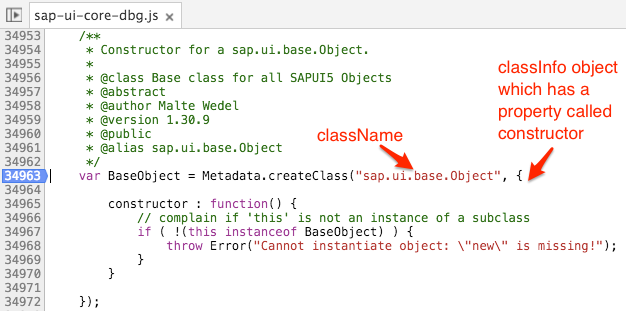 sap-ui-core-dbg.js ×
34953 /**
34954 * Constructor for a sap.ui.base.Object.
34955 *
34956 * @class Base class for all SAPUI5 Objects
34957 * @abstract
34958 * @author Malte Wedel
34959 * @version 1.30.9
34960 * @public
34961 * @alias sap.ui.base.Object
34962 */
34963 var BaseObject = Metadata.createClass("sap.ui.base.Object", {
34964
34965 constructor : function() {
34966 // complain if 'this' is not an instance of a subclass
34967 if ( !(this instanceof BaseObject) ) {
34968 throw Error("Cannot instantiate object: \"new\" is missing!");
34969 }
34970 }
34971
34972 });
className
classInfo object
which has a
property called
constructor